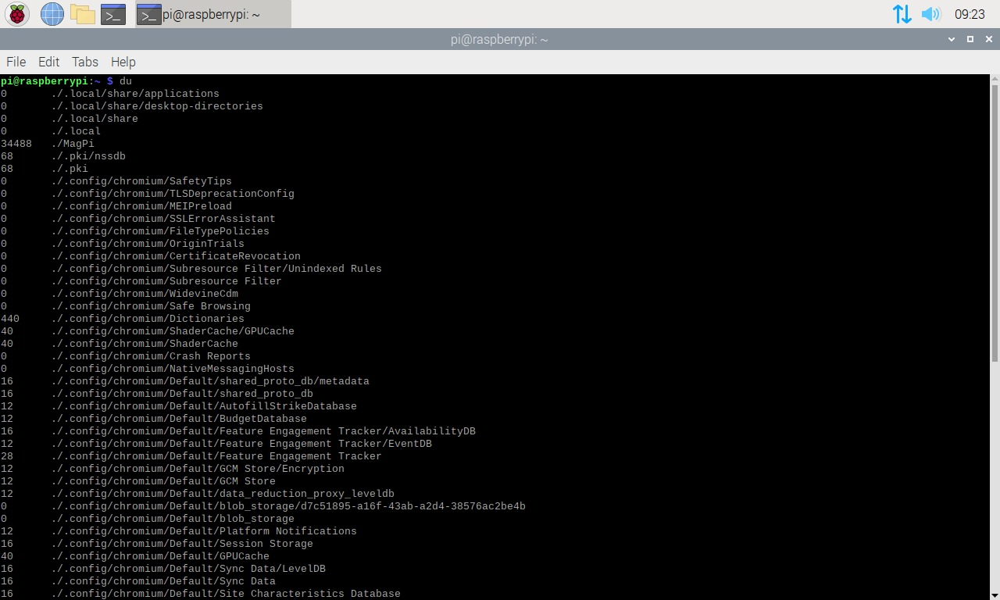 pi@raspberrypi: ~
09:23
pi@raspberrypi: ~
File Edit Tabs Help
pi@raspberrypi:~ $ du
0 ./.local/share/applications
0 ./.local/share/desktop-directories
0 ./.local/share
0 ./.local
34488 ./MagPi
68 ./.pki/nssdb
68 ./.pki
0 ./.config/chromium/SafetyTips
0 ./.config/chromium/TLSDeprecationConfig
0 ./.config/chromium/MEIPreload
0 ./.config/chromium/SSLErrorAssistant
0 ./.config/chromium/FileTypePolicies
0 ./.config/chromium/OriginTrials
0 ./.config/chromium/CertificateRevocation
0 ./.config/chromium/Subresource Filter/Unindexed Rules
0 ./.config/chromium/Subresource Filter
0 ./.config/chromium/WidevineCdm
0 ./.config/chromium/Safe Browsing
440 ./.config/chromium/Dictionaries
40 ./.config/chromium/ShaderCache/GPUCache
40 ./.config/chromium/ShaderCache
0 ./.config/chromium/Crash Reports
0 ./.config/chromium/NativeMessagingHosts
16 ./.config/chromium/Default/shared_proto_db/metadata
16 ./.config/chromium/Default/shared_proto_db
12 ./.config/chromium/Default/AutofillStrikeDatabase
12 ./.config/chromium/Default/BudgetDatabase
16 ./.config/chromium/Default/Feature Engagement Tracker/AvailabilityDB
12 ./.config/chromium/Default/Feature Engagement Tracker/EventDB
28 ./.config/chromium/Default/Feature Engagement Tracker
12 ./.config/chromium/Default/GCM Store/Encryption
12 ./.config/chromium/Default/GCM Store
12 ./.config/chromium/Default/data_reduction_proxy_leveldb
0 ./.config/chromium/Default/blob_storage/d7c51895-a16f-43ab-a2d4-38576ac2be4b
0 ./.config/chromium/Default/blob_storage
12 ./.config/chromium/Default/Platform Notifications
16 ./.config/chromium/Default/Session Storage
40 ./.config/chromium/Default/GPUCache
16 ./.config/chromium/Default/Sync Data/LevelDB
16 ./.config/chromium/Default/Sync Data
16 ./.config/chromium/Default/Site Characteristics Database